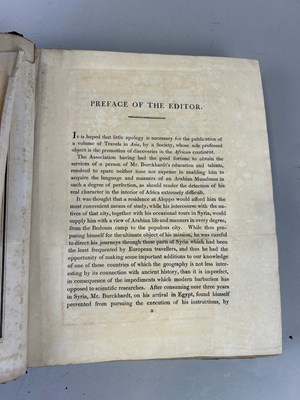 PREFACE OF THE EDITOR.
It is hoped that little apology is necessary for the publication of
a volume of Travels in Asia, by a Society, whose sole professed
object is the promotion of discoveries in the African continent.
The Association having had the good fortune to obtain the
services of a person of Mr. Burckhardt's education and talents,
resolved to spare neither time nor expense in enabling him to
acquire the language and manners of an Arabian Musulman in
such a degree of perfection, as should render the detection of his
real character in the interior of Africa extremely difficult.
It was thought that a residence at Aleppo would afford him the
most convenient means of study, while his intercourse with the na-
tives of that city, together with his occasional tours in Syria, would
supply him with a view of Arabian life and manners in every degree,
from the Bedouin camp to the populous city. While thus pre-
paring himself for the ultimate object of his mission, he was careful
to direct his journeys through those parts of Syria which had been
the least frequented by European travellers, and thus he had the
opportunity of making some important additions to our knowledge
of one of those countries of which the geography is not less inter-
esting by its connection with ancient history, than it is imperfect,
in consequence of the impediments which modern barbarism has
opposed to scientific researches. After consuming near three years
in Syria, Mr. Burckhardt, on his arrival in Egypt, found himself
prevented from pursuing the execution of his instructions, by
a